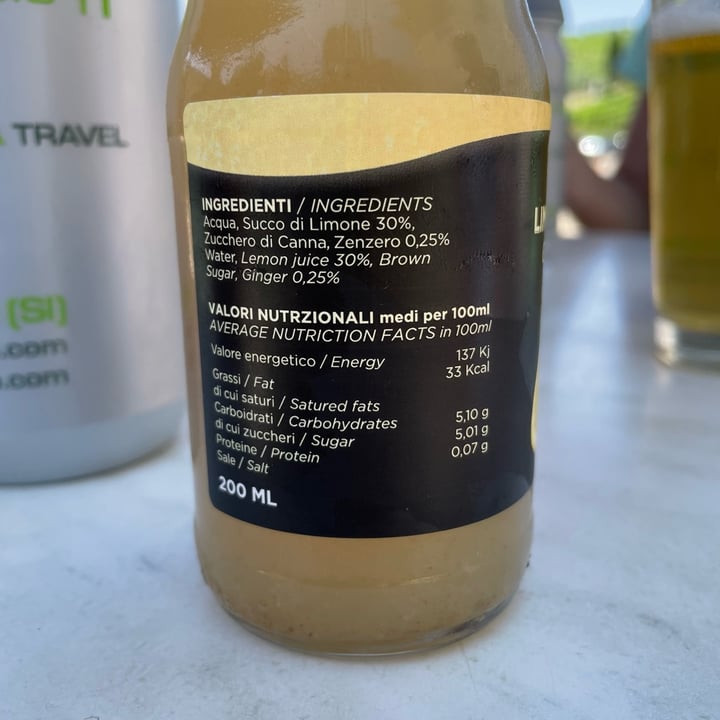 TRAVEL
(SI)
.com
.com
INGREDIENTI / INGREDIENTS
Acqua, Succo di Limone 30%,
Zucchero di Canna, Zenzero 0,25%
Water, Lemon juice 30%, Brown
Sugar, Ginger 0,25%
VALORI NUTRZIONALI medi per 100ml
AVERAGE NUTRICTION FACTS in 100ml
Valore energetico / Energy 137 Kj
33 Kcal
Grassi / Fat
di cui saturi / Satured fats
Carboidrati / Carbohydrates 5,10 g
di cui zuccheri / Sugar 5,01 g
Proteine / Protein 0,07 g
Sale / Salt
200 ML